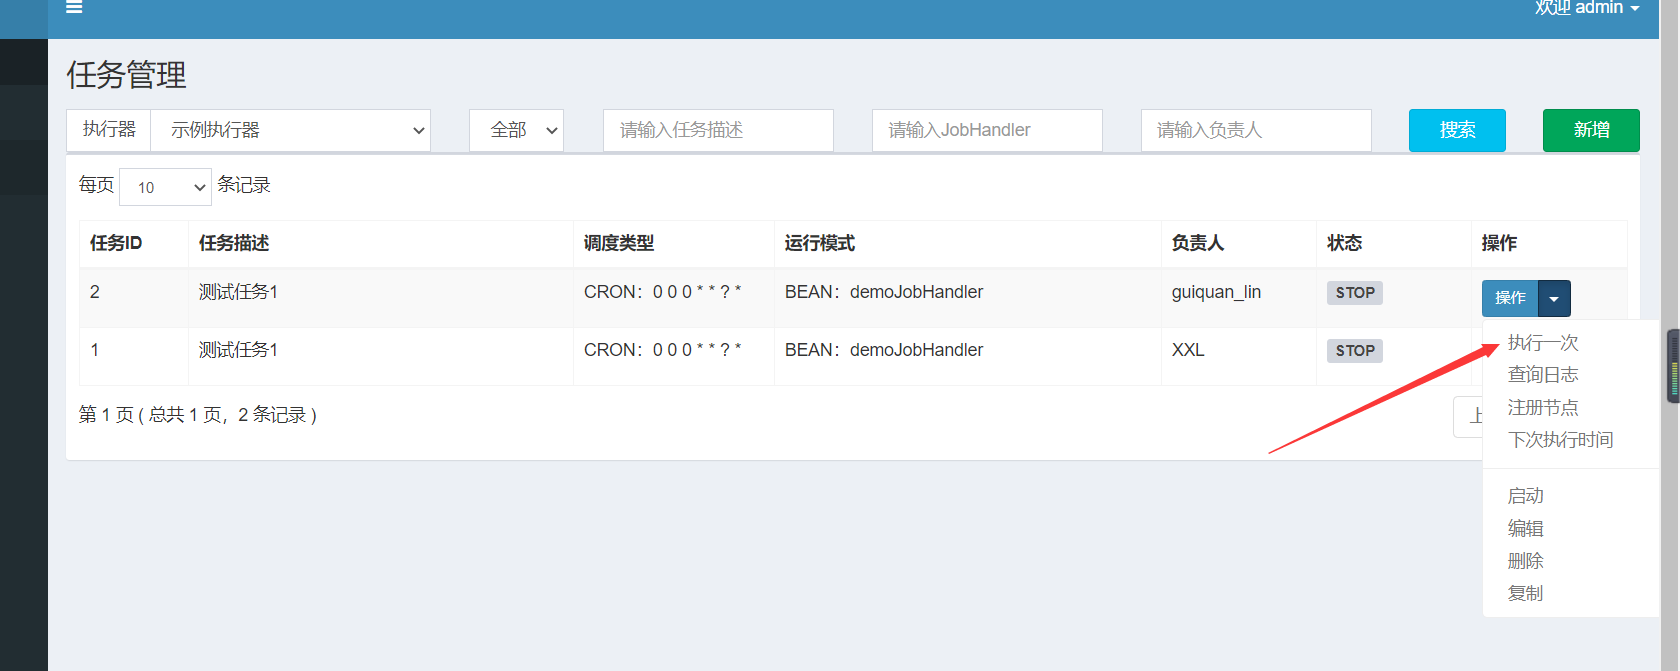 欢迎 admin
任务管理
执行器 示例执行器 全部 请输入任务描述 请输入JobHandler 请输入负责人 搜索 新增
每页 10 条记录
任务ID 任务描述 调度类型 运行模式 负责人 状态 操作
2 测试任务1 CRON：0 0 0 * * ? * BEAN：demoJobHandler guiquan_lin STOP 操作
1 测试任务1 CRON：0 0 0 * * ? * BEAN：demoJobHandler XXL STOP
第 1 页 ( 总共 1 页，2 条记录 ) 上
执行一次
查询日志
注册节点
下次执行时间
启动
编辑
删除
复制